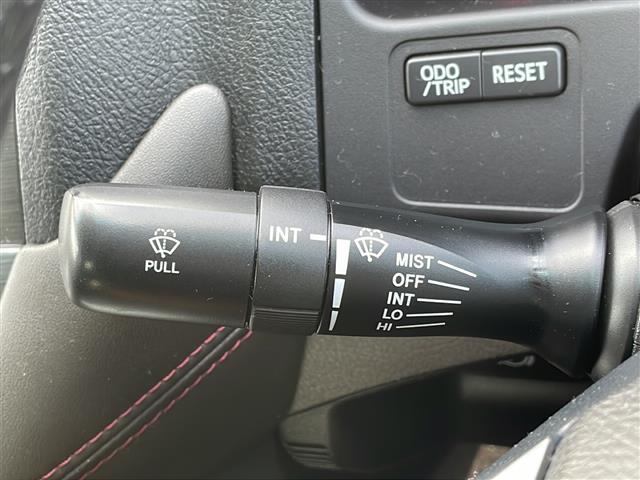 ODO
/TRIP
RESET
PULL
INT
MIST
OFF
INT
LO
HI